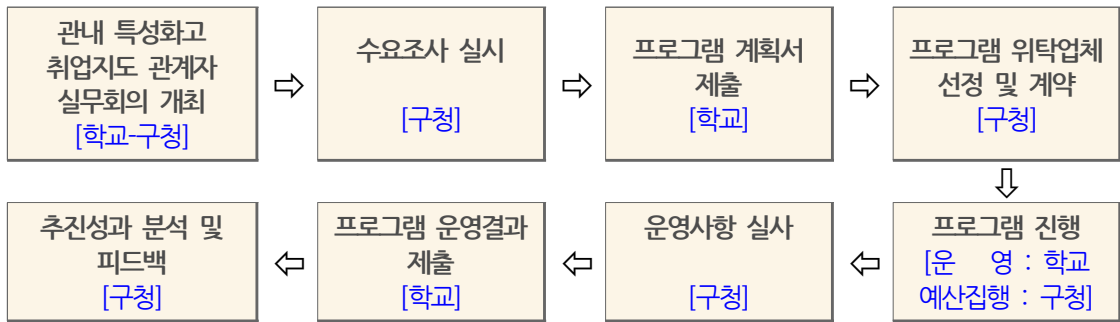 관내 특성화고
취업지도 관계자
실무회의 개최
[학교-구청]
⇨
수요조사 실시
[구청]
⇨
프로그램 계획서
제출
[학교]
⇨
프로그램 위탁업체
선정 및 계약
[구청]
⇩
프로그램 진행
[운 영 : 학교
예산집행 : 구청]
⇦
운영사항 실사
[구청]
⇦
프로그램 운영결과
제출
[학교]
⇦
추진성과 분석 및
피드백
[구청]